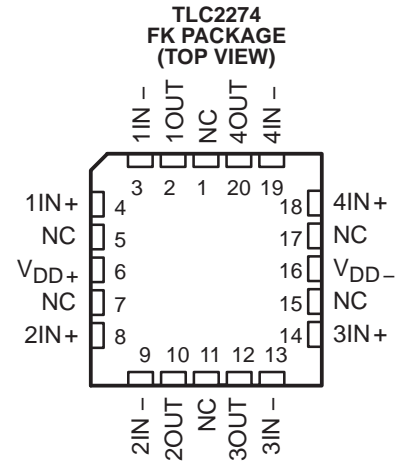 TLC2274
FK PACKAGE
(TOP VIEW)
1IN −
1OUT
NC
4OUT
4IN −
3 2 1 20 19
1IN + 4
NC 5
VDD + 6
NC 7
2IN + 8
18 4IN +
17 NC
16 VDD −
15 NC
14 3IN +
9 10 11 12 13
2IN −
2OUT
NC
3OUT
3IN −